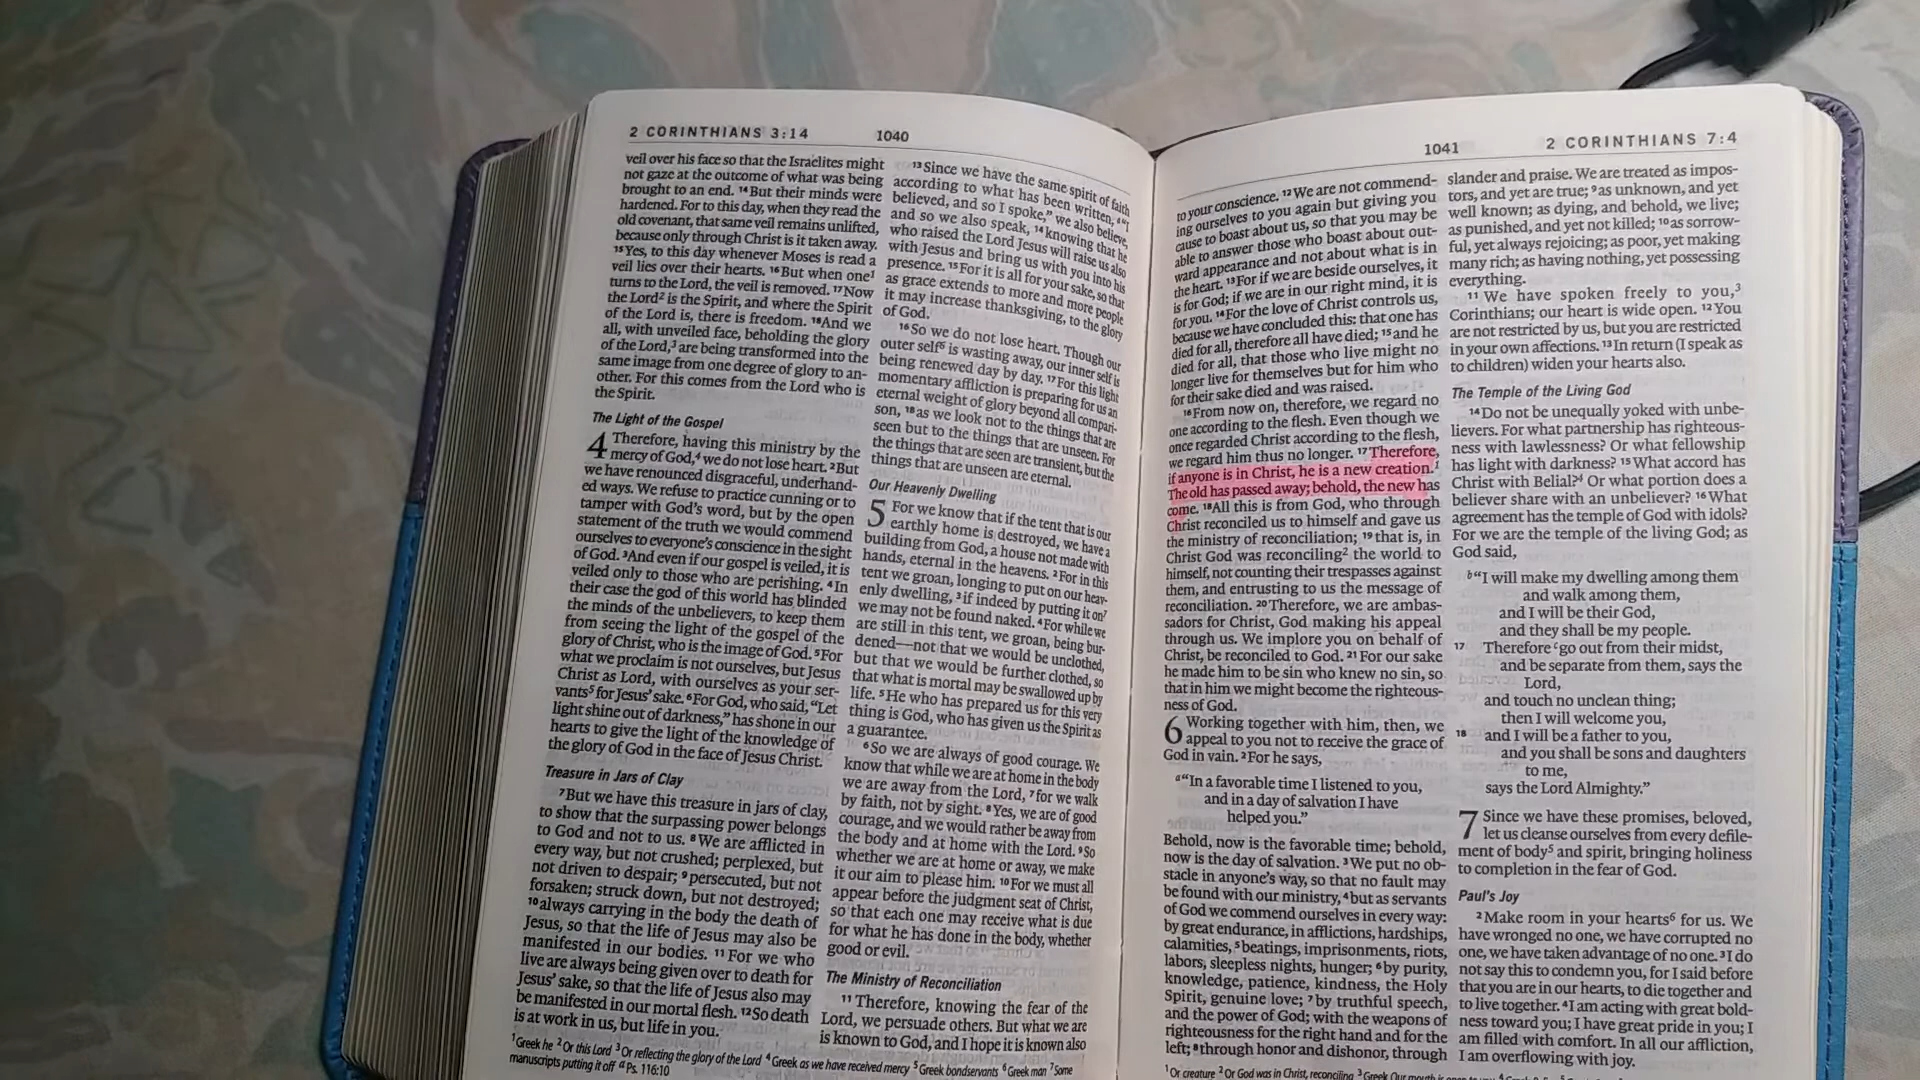 2 CORINTHIANS 3:14
1040
veil over his face so that the Israelites might
not gaze at the outcome of what was being
brought to an end. 14 But their minds were
hardened. For to this day, when they read the
old covenant, that same veil remains unlifted,
because only through Christ is it taken away.
15 Yes, to this day whenever Moses is read a
veil lies over their hearts. 16 But when one1
turns to the Lord, the veil is removed. 17 Now
the Lord2 is the Spirit, and where the Spirit
of the Lord is, there is freedom. 18 And we
all, with unveiled face, beholding the glory
of the Lord,3 are being transformed into the
same image from one degree of glory to an-
other. For this comes from the Lord who is
the Spirit.
The Light of the Gospel
4 Therefore, having this ministry by the
mercy of God,4 we do not lose heart. 2 But
we have renounced disgraceful, underhand-
ed ways. We refuse to practice cunning or to
tamper with God's word, but by the open
statement of the truth we would commend
ourselves to everyone's conscience in the sight
of God. 3 And even if our gospel is veiled, it is
veiled only to those who are perishing. 4 In
their case the god of this world has blinded
the minds of the unbelievers, to keep them
from seeing the light of the gospel of the
glory of Christ, who is the image of God. 5 For
what we proclaim is not ourselves, but Jesus
Christ as Lord, with ourselves as your ser-
vants5 for Jesus' sake. 6 For God, who said, "Let
light shine out of darkness," has shone in our
hearts to give the light of the knowledge of
the glory of God in the face of Jesus Christ.
Treasure in Jars of Clay
7 But we have this treasure in jars of clay,
to show that the surpassing power belongs
to God and not to us. 8 We are afflicted in
every way, but not crushed; perplexed, but
not driven to despair; 9 persecuted, but not
forsaken; struck down, but not destroyed;
10 always carrying in the body the death of
Jesus, so that the life of Jesus may also be
manifested in our bodies. 11 For we who
live are always being given over to death for
Jesus' sake, so that the life of Jesus also may
be manifested in our mortal flesh. 12 So death
is at work in us, but life in you.
13 Since we have the same spirit of faith
according to what has been written, a"I
believed, and so I spoke," we also believe,
and so we also speak, 14 knowing that he
who raised the Lord Jesus will raise us also
with Jesus and bring us with you into his
presence. 15 For it is all for your sake, so that
as grace extends to more and more people
it may increase thanksgiving, to the glory
of God.
16 So we do not lose heart. Though our
outer self6 is wasting away, our inner self is
being renewed day by day. 17 For this light
momentary affliction is preparing for us an
eternal weight of glory beyond all compari-
son, 18 as we look not to the things that are
seen but to the things that are unseen. For
the things that are seen are transient, but the
things that are unseen are eternal.
Our Heavenly Dwelling
5 For we know that if the tent that is our
earthly home is destroyed, we have a
building from God, a house not made with
hands, eternal in the heavens. 2 For in this
tent we groan, longing to put on our heav-
enly dwelling, 3 if indeed by putting it on7
we may not be found naked. 4 For while we
are still in this tent, we groan, being bur-
dened—not that we would be unclothed,
but that we would be further clothed, so
that what is mortal may be swallowed up by
life. 5 He who has prepared us for this very
thing is God, who has given us the Spirit as
a guarantee.
6 So we are always of good courage. We
know that while we are at home in the body
we are away from the Lord, 7 for we walk
by faith, not by sight. 8 Yes, we are of good
courage, and we would rather be away from
the body and at home with the Lord. 9 So
whether we are at home or away, we make
it our aim to please him. 10 For we must all
appear before the judgment seat of Christ,
so that each one may receive what is due
for what he has done in the body, whether
good or evil.
The Ministry of Reconciliation
11 Therefore, knowing the fear of the
Lord, we persuade others. But what we are
is known to God, and I hope it is known also
1 Greek he 2 Or this Lord 3 Or reflecting the glory of the Lord 4 Greek as we have received mercy 5 Greek bondservants 6 Greek man 7 Some
manuscripts putting it off a Ps. 116:10
1041
2 CORINTHIANS 7:4
to your conscience. 12 We are not commend-
ing ourselves to you again but giving you
cause to boast about us, so that you may be
able to answer those who boast about out-
ward appearance and not about what is in
the heart. 13 For if we are beside ourselves, it
is for God; if we are in our right mind, it is
for you. 14 For the love of Christ controls us,
because we have concluded this: that one has
died for all, therefore all have died; 15 and he
died for all, that those who live might no
longer live for themselves but for him who
for their sake died and was raised.
16 From now on, therefore, we regard no
one according to the flesh. Even though we
once regarded Christ according to the flesh,
we regard him thus no longer. 17 Therefore,
if anyone is in Christ, he is a new creation.1
The old has passed away; behold, the new has
come. 18 All this is from God, who through
Christ reconciled us to himself and gave us
the ministry of reconciliation; 19 that is, in
Christ God was reconciling2 the world to
himself, not counting their trespasses against
them, and entrusting to us the message of
reconciliation. 20 Therefore, we are ambas-
sadors for Christ, God making his appeal
through us. We implore you on behalf of
Christ, be reconciled to God. 21 For our sake
he made him to be sin who knew no sin, so
that in him we might become the righteous-
ness of God.
6 Working together with him, then, we
appeal to you not to receive the grace of
God in vain. 2 For he says,
a"In a favorable time I listened to you,
and in a day of salvation I have
helped you."
Behold, now is the favorable time; behold,
now is the day of salvation. 3 We put no ob-
stacle in anyone's way, so that no fault may
be found with our ministry, 4 but as servants
of God we commend ourselves in every way:
by great endurance, in afflictions, hardships,
calamities, 5 beatings, imprisonments, riots,
labors, sleepless nights, hunger; 6 by purity,
knowledge, patience, kindness, the Holy
Spirit, genuine love; 7 by truthful speech,
and the power of God; with the weapons of
righteousness for the right hand and for the
left; 8 through honor and dishonor, through
slander and praise. We are treated as impos-
tors, and yet are true; 9 as unknown, and yet
well known; as dying, and behold, we live;
as punished, and yet not killed; 10 as sorrow-
ful, yet always rejoicing; as poor, yet making
many rich; as having nothing, yet possessing
everything.
11 We have spoken freely to you,3
Corinthians; our heart is wide open. 12 You
are not restricted by us, but you are restricted
in your own affections. 13 In return (I speak as
to children) widen your hearts also.
The Temple of the Living God
14 Do not be unequally yoked with unbe-
lievers. For what partnership has righteous-
ness with lawlessness? Or what fellowship
has light with darkness? 15 What accord has
Christ with Belial?4 Or what portion does a
believer share with an unbeliever? 16 What
agreement has the temple of God with idols?
For we are the temple of the living God; as
God said,
b"I will make my dwelling among them
and walk among them,
and I will be their God,
and they shall be my people.
17 Therefore c go out from their midst,
and be separate from them, says the
Lord,
and touch no unclean thing;
then I will welcome you,
18 and I will be a father to you,
and you shall be sons and daughters
to me,
says the Lord Almighty."
7 Since we have these promises, beloved,
let us cleanse ourselves from every defile-
ment of body5 and spirit, bringing holiness
to completion in the fear of God.
Paul's Joy
2 Make room in your hearts6 for us. We
have wronged no one, we have corrupted no
one, we have taken advantage of no one. 3 I do
not say this to condemn you, for I said before
that you are in our hearts, to die together and
to live together. 4 I am acting with great bold-
ness toward you; I have great pride in you; I
am filled with comfort. In all our affliction,
I am overflowing with joy.
1 Or creature 2 Or God was in Christ, reconciling 3 Greek Our mouth is open to you